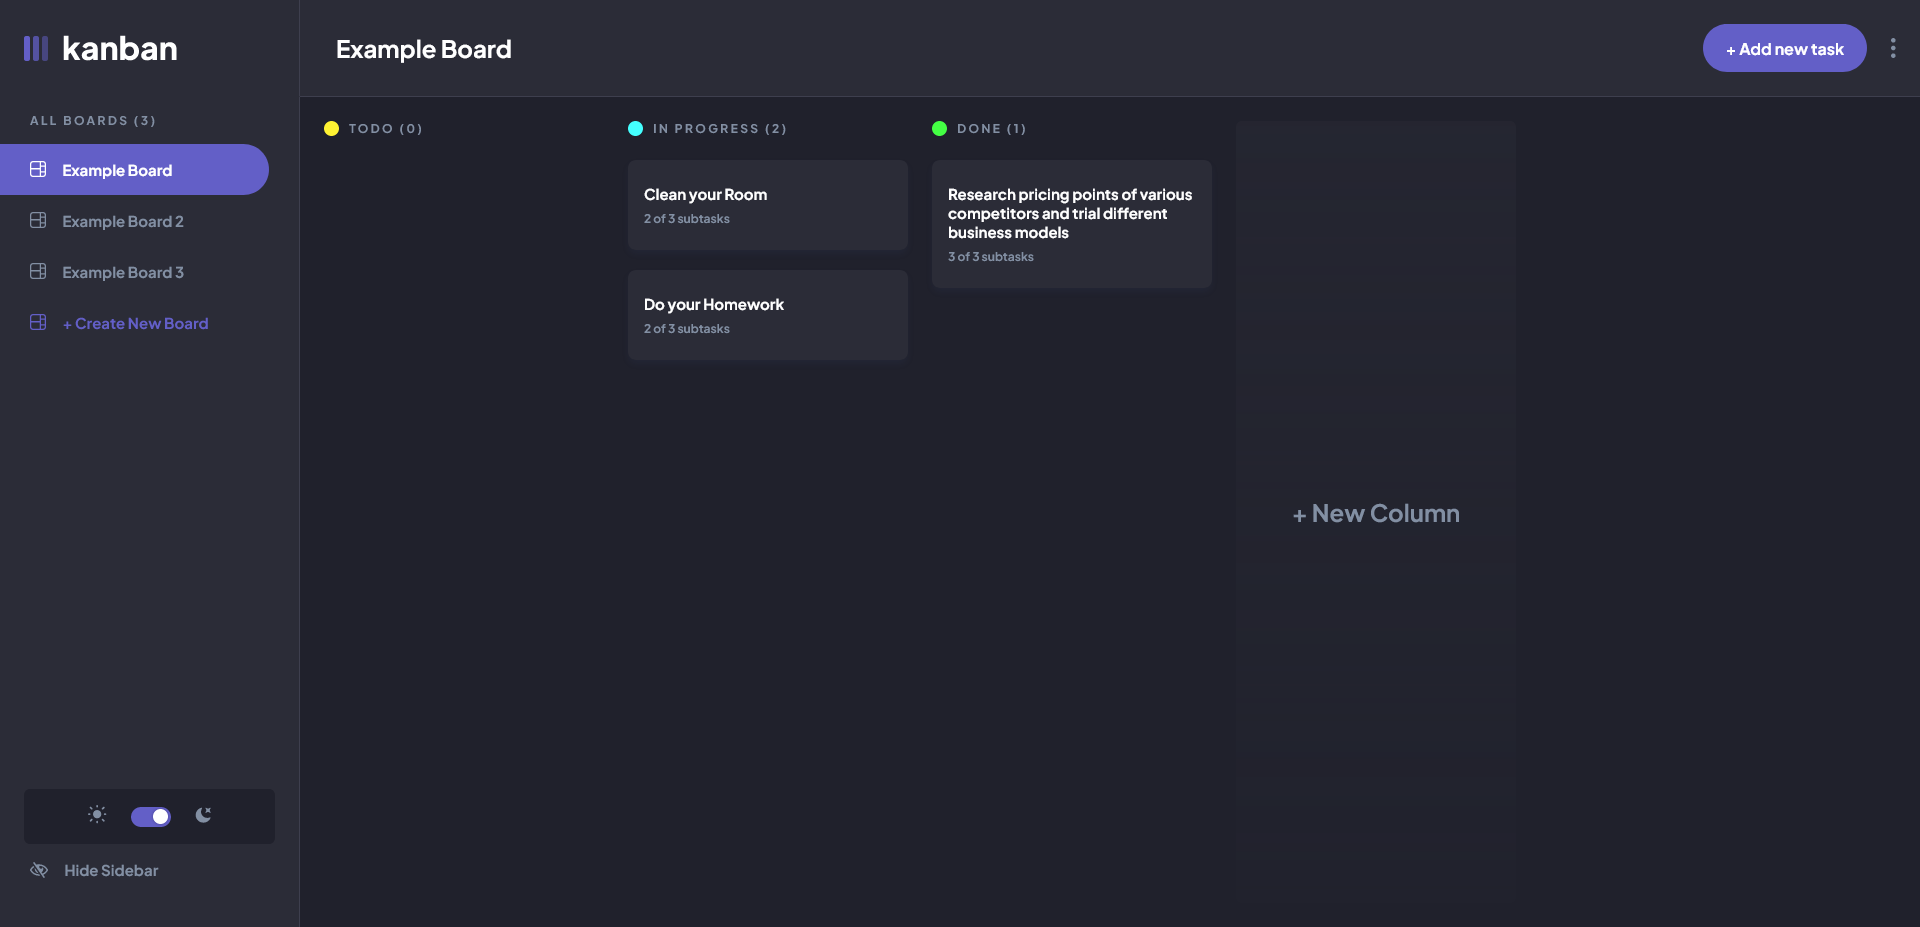 kanban
ALL BOARDS (3)
Example Board
Example Board 2
Example Board 3
+ Create New Board
Hide Sidebar
Example Board
+ Add new task
TODO (0)
IN PROGRESS (2)
Clean your Room
2 of 3 subtasks
Do your Homework
2 of 3 subtasks
DONE (1)
Research pricing points of various
competitors and trial different
business models
3 of 3 subtasks
+ New Column